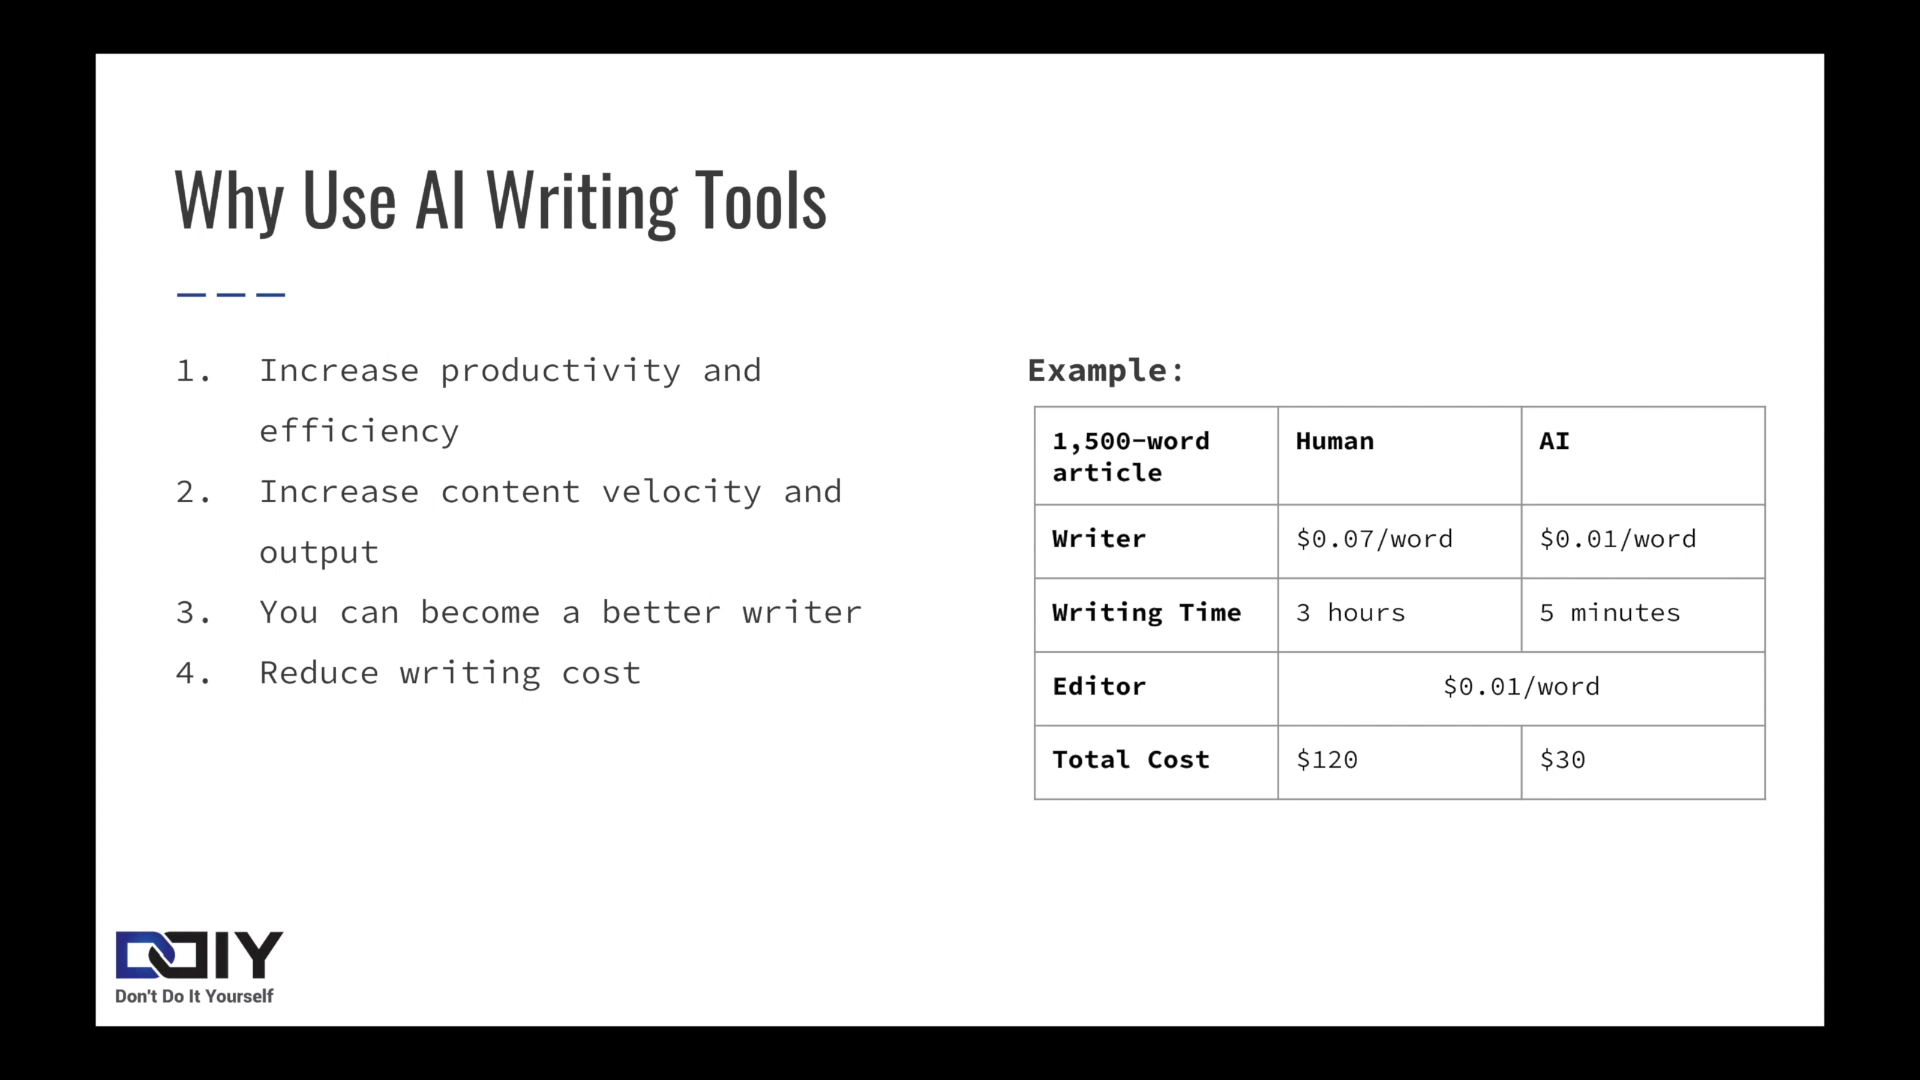 Why Use AI Writing Tools
1. Increase productivity and
efficiency
2. Increase content velocity and
output
3. You can become a better writer
4. Reduce writing cost
Example:
1,500-word
article
Human
AI
Writer
$0.07/word
$0.01/word
Writing Time
3 hours
5 minutes
Editor
$0.01/word
Total Cost
$120
$30
DDIY
Don't Do It Yourself